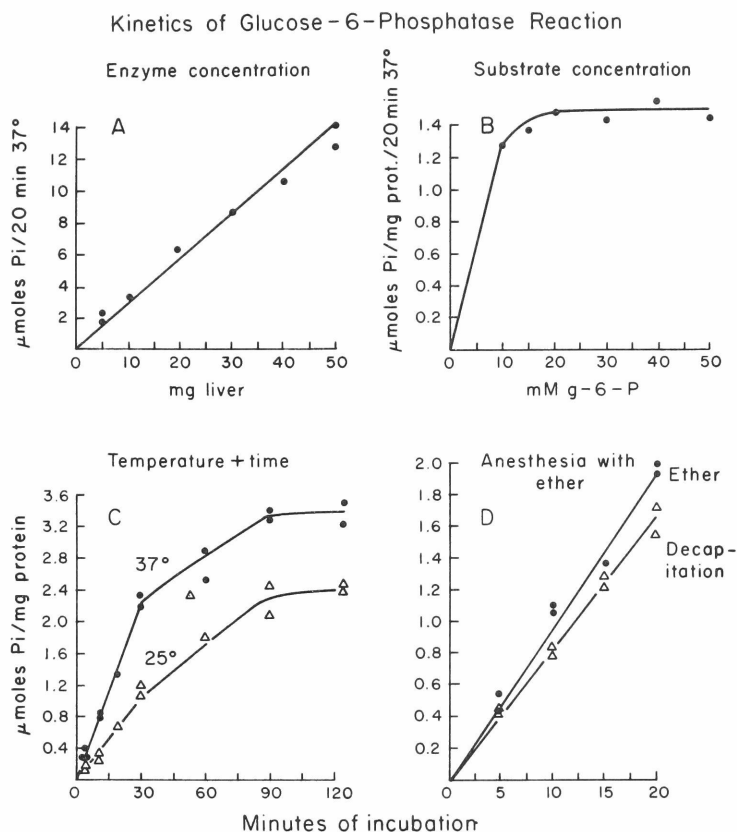 Kinetics of Glucose-6-Phosphatase Reaction
Enzyme concentration
A
μmoles Pi/20 min 37°
14
12
10
8
6
4
2
0 10 20 30 40 50
mg liver
Substrate concentration
B
μmoles Pi/mg prot./20 min 37°
1.4
1.2
1.0
0.8
0.6
0.4
0.2
0 10 20 30 40 50
mM g-6-P
Temperature + time
C
μmoles Pi/mg protein
3.6
3.2
2.8
2.4
2.0
1.6
1.2
0.8
0.4
37°
25°
0 30 60 90 120
Anesthesia with
ether
D
2.0
1.8
1.6
1.4
1.2
1.0
0.8
0.6
0.4
0.2
Ether
Decap-
itation
0 5 10 15 20
Minutes of incubation